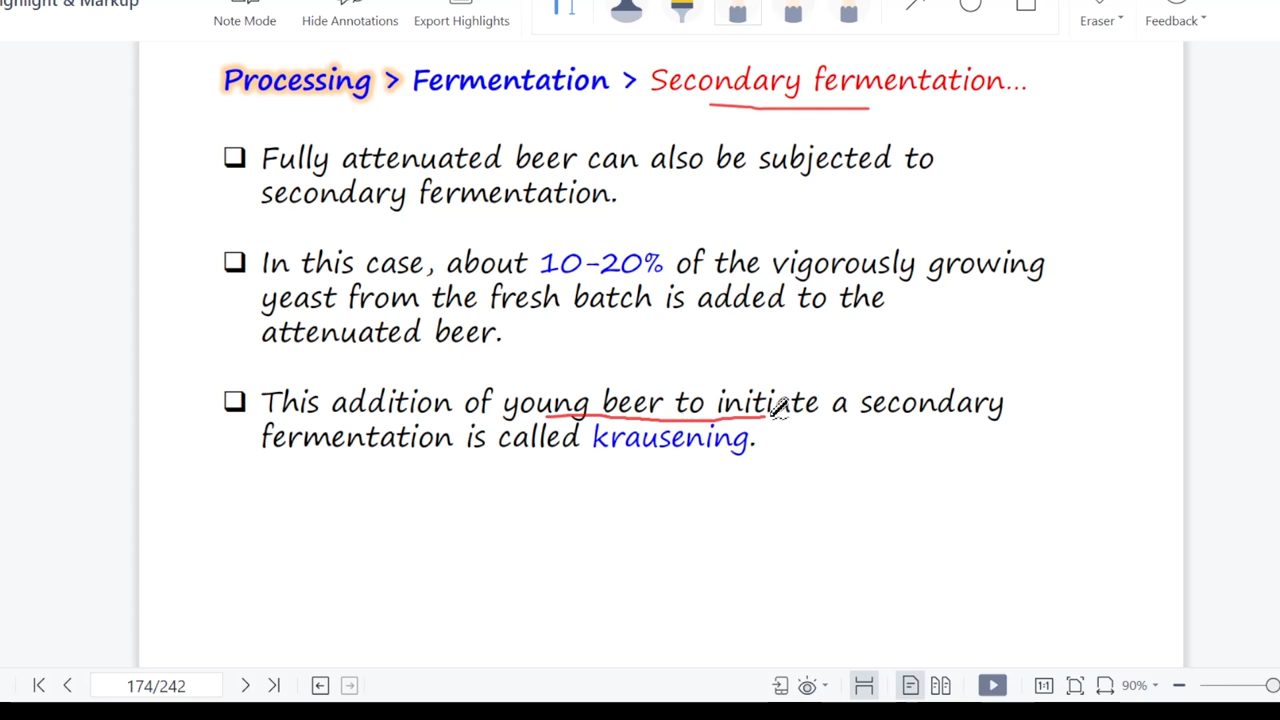 ghlight & Markup
Note Mode
Hide Annotations
Export Highlights
Eraser
Feedback
Processing > Fermentation > Secondary fermentation...
Fully attenuated beer can also be subjected to
secondary fermentation.
In this case, about 10-20% of the vigorously growing
yeast from the fresh batch is added to the
attenuated beer.
This addition of young beer to initiate a secondary
fermentation is called krausening.
174/242
1:1
90%